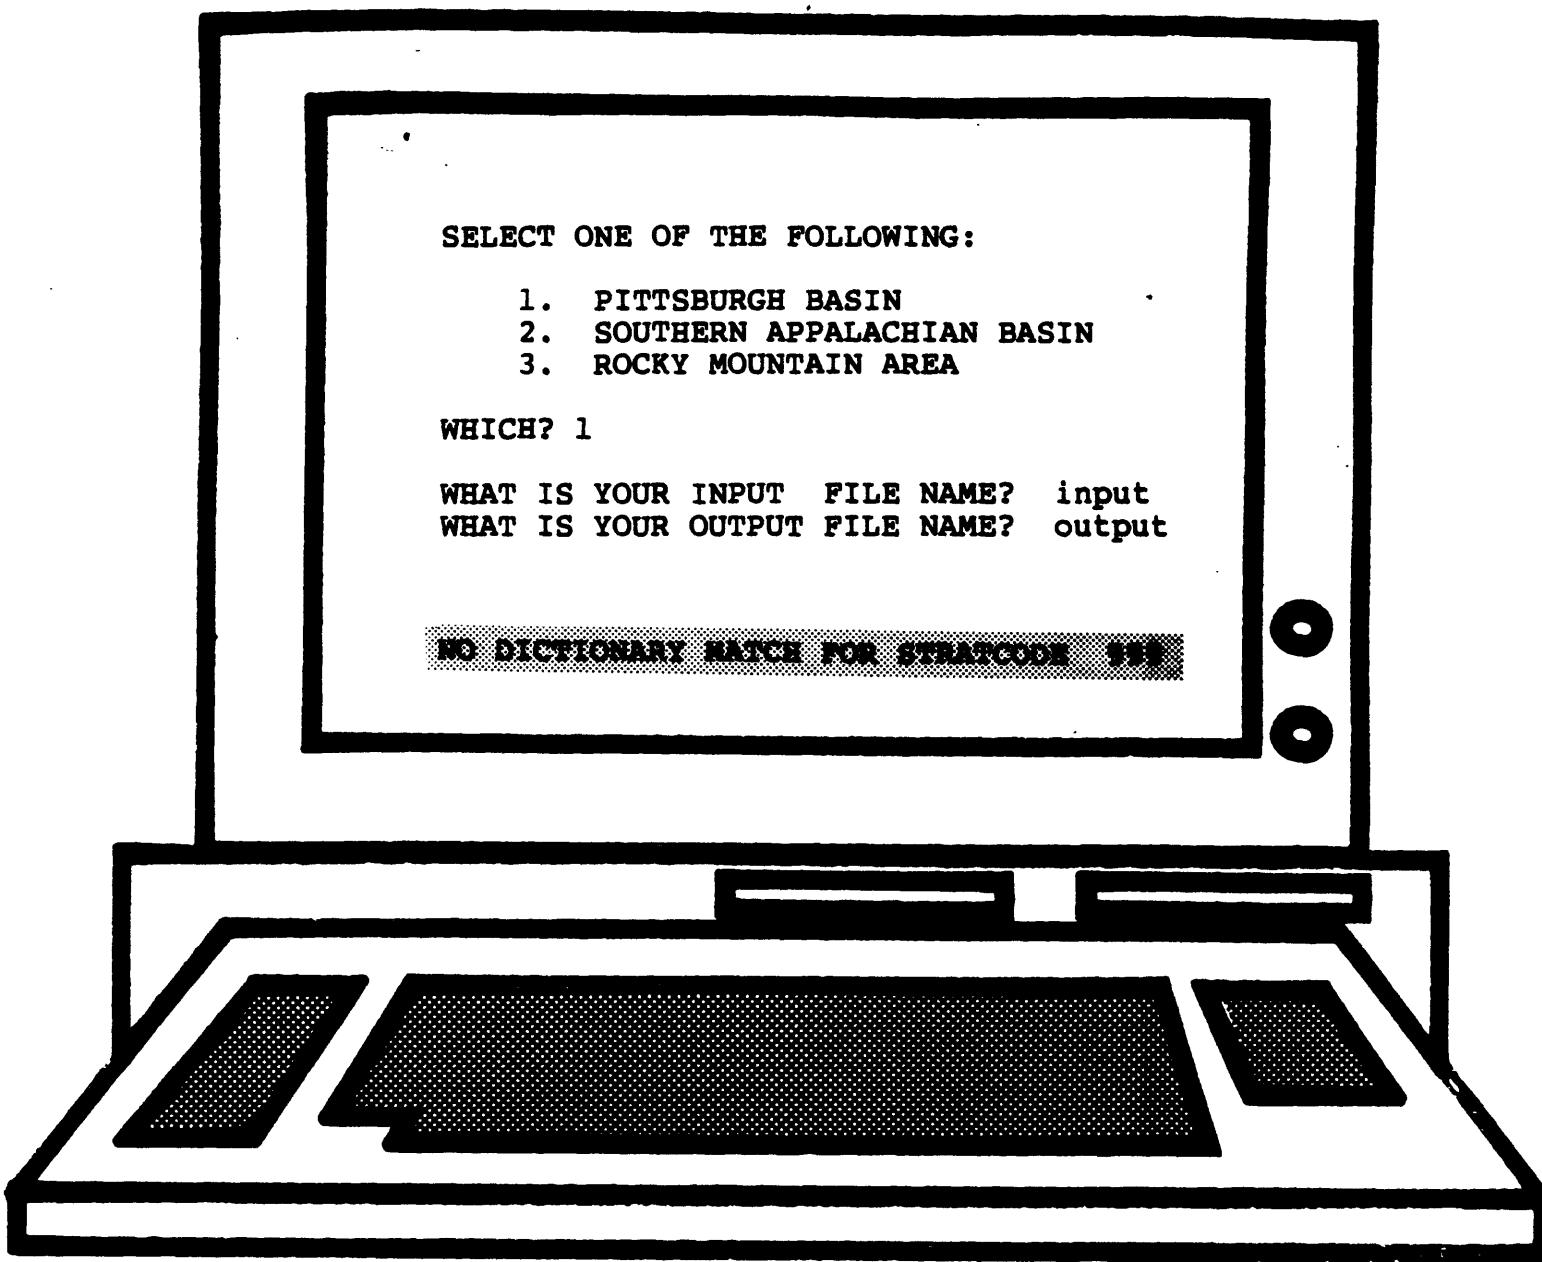 SELECT ONE OF THE FOLLOWING:
1. PITTSBURGH BASIN
2. SOUTHERN APPALACHIAN BASIN
3. ROCKY MOUNTAIN AREA
WHICH? 1
WHAT IS YOUR INPUT FILE NAME? input
WHAT IS YOUR OUTPUT FILE NAME? output
NO DICTIONARY MATCH FOR STRATCODE 999